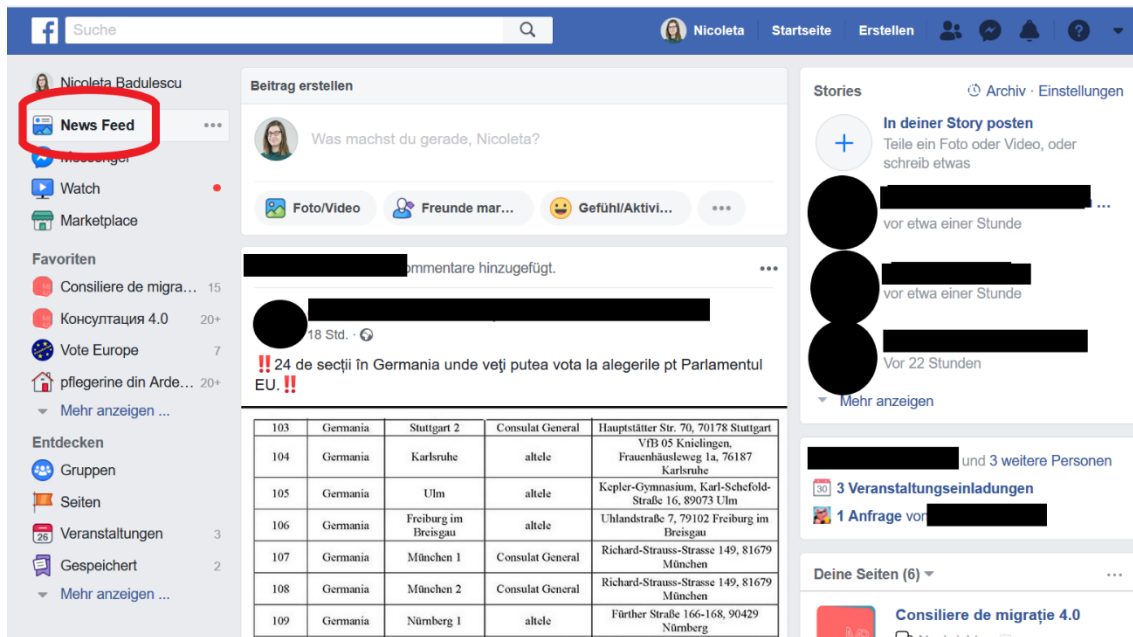 f
Suche
Nicoleta
Startseite
Erstellen
Nicoleta Badulescu
News Feed
Messenger
Watch
Marketplace
Favoriten
Consiliere de migra... 15
Консултация 4.0 20+
Vote Europe 7
pflegerine din Arde... 20+
Mehr anzeigen ...
Entdecken
Gruppen
Seiten
26 Veranstaltungen 3
Gespeichert 2
Mehr anzeigen ...
Beitrag erstellen
Was machst du gerade, Nicoleta?
Foto/Video
Freunde mar...
Gefühl/Aktivi...
hinzugefügt.
18 Std. ·
‼24 de secții în Germania unde veţi putea vota la alegerile pt Parlamentul
EU.‼
103 Germania Stuttgart 2 Consulat General Hauptstätter Str. 70, 70178 Stuttgart
104 Germania Karlsruhe altele VfB 05 Knielingen,
Frauenhäusleweg 1a, 76187
Karlsruhe
105 Germania Ulm altele Kepler-Gymnasium, Karl-Schefold-
Straße 16, 89073 Ulm
106 Germania Freiburg im
Breisgau altele Uhlandstraße 7, 79102 Freiburg im
Breisgau
107 Germania München 1 Consulat General Richard-Strauss-Strasse 149, 81679
München
108 Germania München 2 Consulat General Richard-Strauss-Strasse 149, 81679
München
109 Germania Nürnberg 1 altele Fürther Straße 166-168, 90429
Nürnberg
Stories
Archiv · Einstellungen
In deiner Story posten
Teile ein Foto oder Video, oder
schreib etwas
...
vor etwa einer Stunde
vor etwa einer Stunde
Vor 22 Stunden
Mehr anzeigen
und 3 weitere Personen
30 3 Veranstaltungseinladungen
1 Anfrage von
Deine Seiten (6)
Consiliere de migrație 4.0